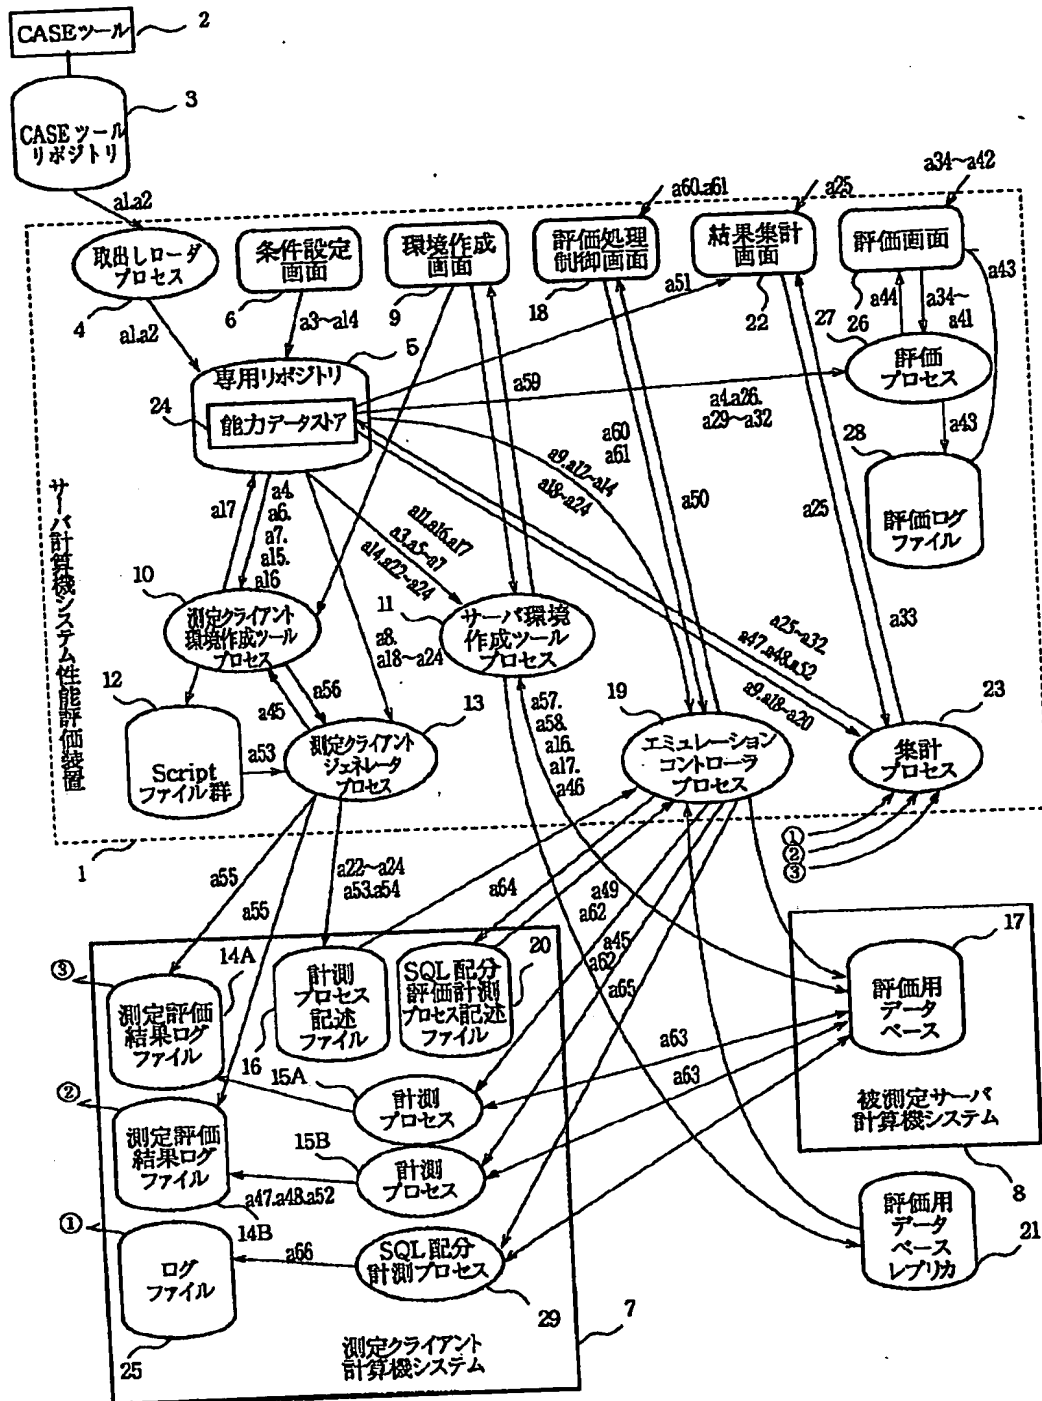 CASEツール
2
3
CASEツール
リポジトリ
a1.a2
a34~a42
a60.a61
a25
取出しローダ
プロセス
条件設定
画面
環境作成
画面
評価処理
制御画面
結果集計
画面
評価画面
a43
4
6
9
18
22
26
27
a51
a44
a34~
a41
a1.a2
a3~a14
5
専用リポジトリ
24
能力データストア
a59
a4.a26.
a29~a32
評価
プロセス
a43
28
評価ログ
ファイル
a60
a61
a50
a9.a12~a14
a18~a24
a25
a33
サーバ計算機システム性能評価装置
a17
a4.
a6.
a7.
a15.
a16
a11.a16.a17
a3.a5~a7
a14.a22~a24
10
測定クライアント
環境作成ツール
プロセス
a8.
a18~a24
11
サーバ環境
作成ツール
プロセス
a25~a32
a47.a48.a52
a9.a18~a20
12
a56
a45
13
Script
ファイル群
a53
測定クライアント
ジェネレータ
プロセス
a57.
a58.
a16.
a17.
a46
19
エミュレーション
コントローラ
プロセス
23
集計
プロセス
①
②
③
1
a55
a55
a22~a24
a53.a54
a64
a49
a62
a45
a62
a65
③
14A
測定評価
結果ログ
ファイル
計測
プロセス
記述
ファイル
16
SQL配分
評価計測
プロセス記述
ファイル
20
17
評価用
データ
ベース
被測定サーバ
計算機システム
8
15A
計測
プロセス
a63
a63
②
測定評価
結果ログ
ファイル
14B
15B
計測
プロセス
a47.a48.a52
①
ログ
ファイル
25
a66
SQL配分
計測プロセス
29
7
評価用
データ
ベース
レプリカ
21
測定クライアント
計算機システム